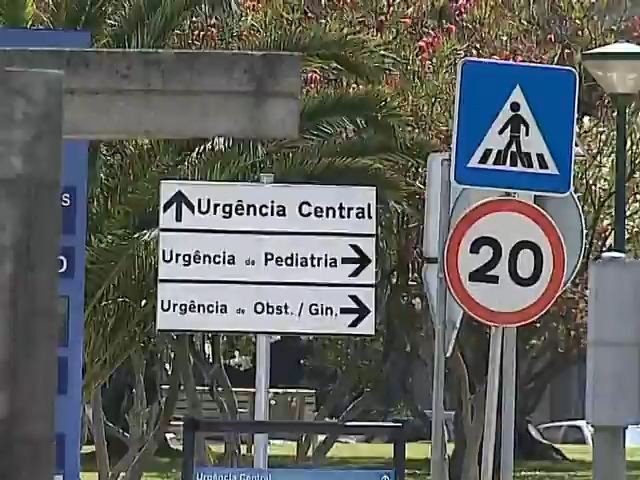 Urgência Central
Urgência de Pediatria
Urgência de Obst. / Gin.
20
Urgência Central